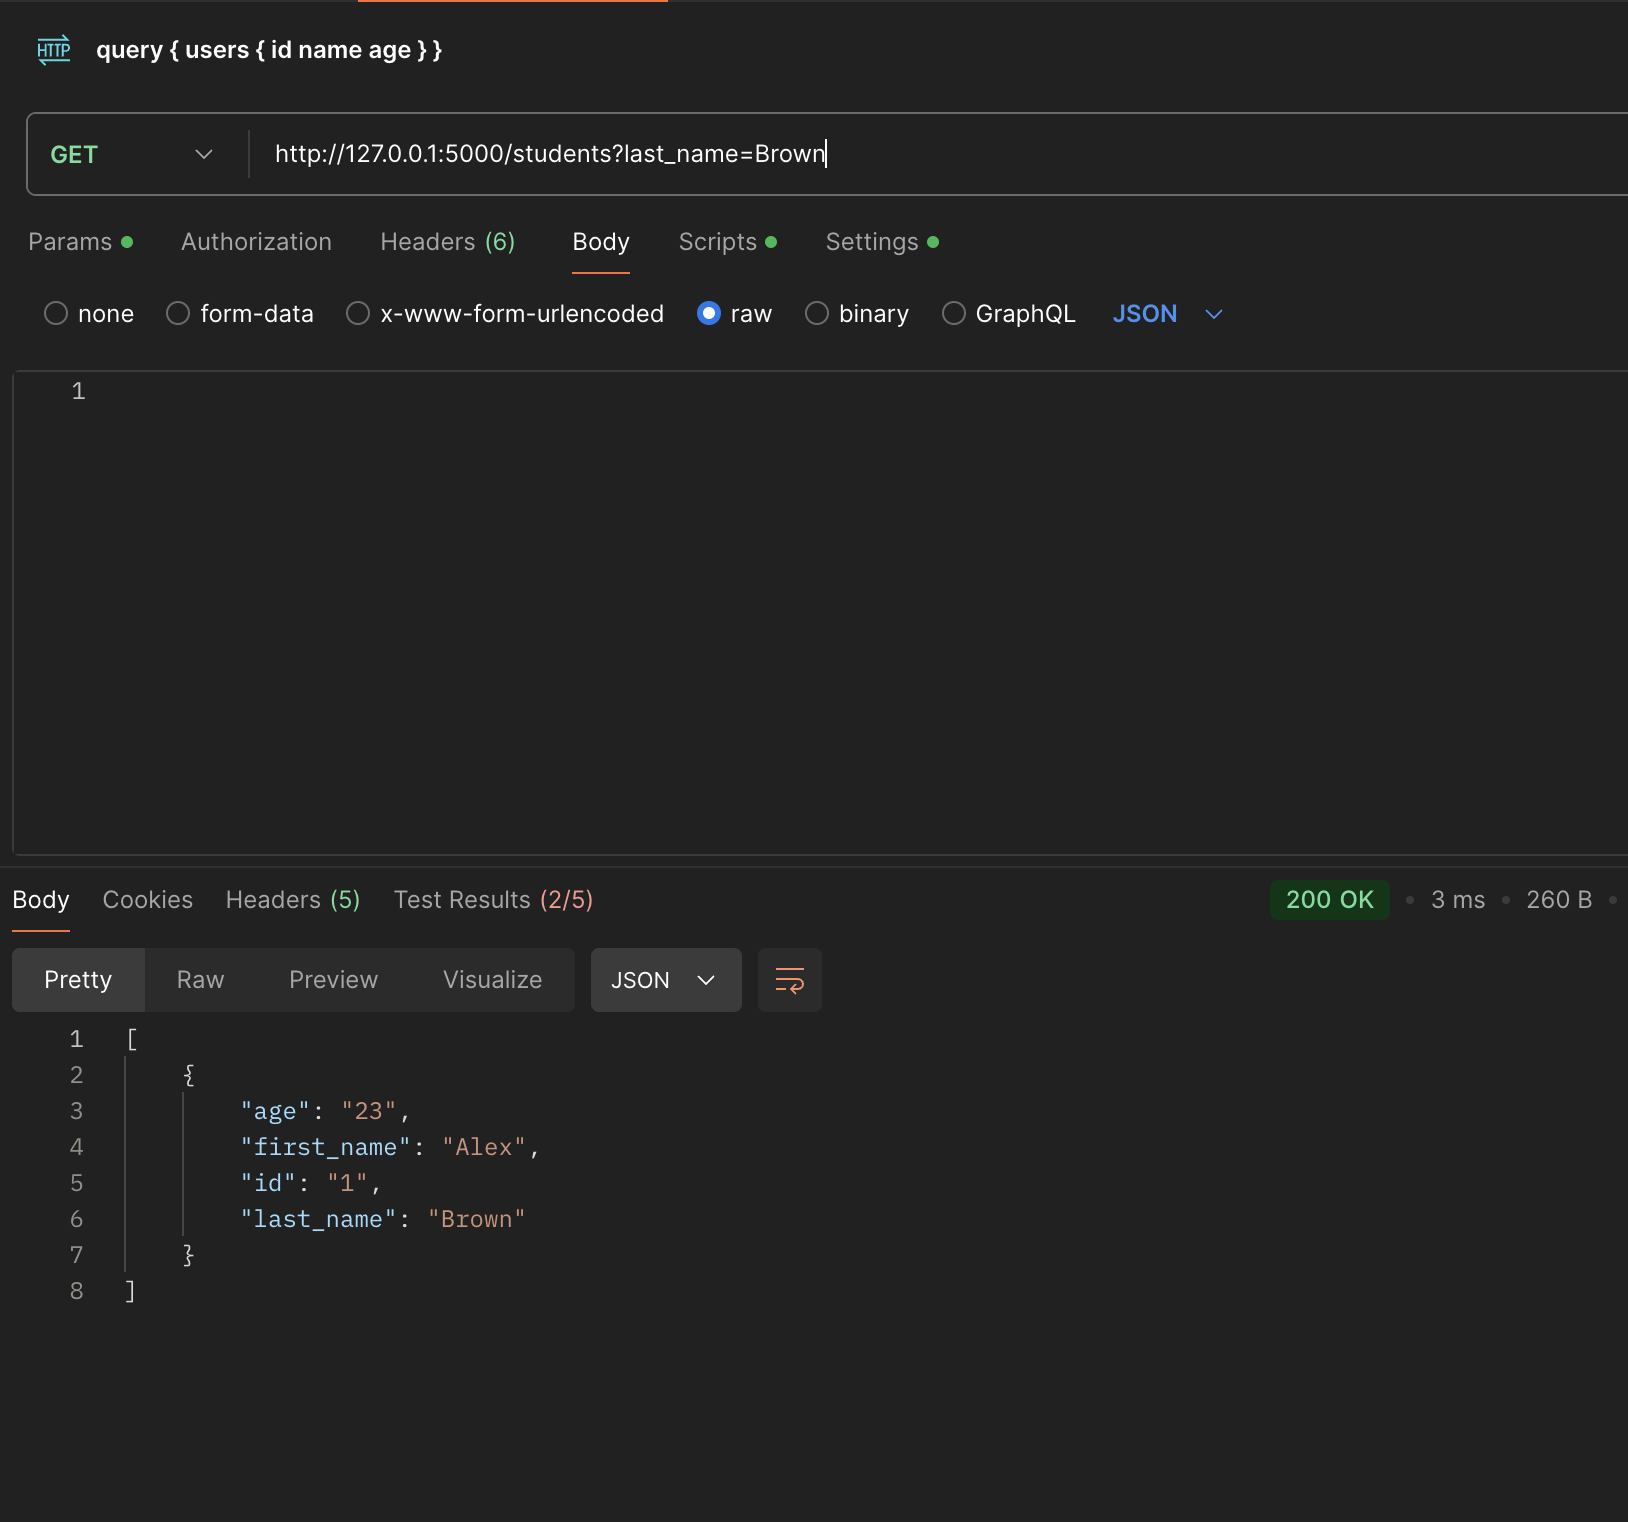 HTTP query { users { id name age } }
GET http://127.0.0.1:5000/students?last_name=Brown
Params Authorization Headers (6) Body Scripts Settings
none form-data x-www-form-urlencoded raw binary GraphQL JSON
1
Body Cookies Headers (5) Test Results (2/5) 200 OK 3 ms 260 B
Pretty Raw Preview Visualize JSON
1 [
2 {
3 "age": "23",
4 "first_name": "Alex",
5 "id": "1",
6 "last_name": "Brown"
7 }
8 ]